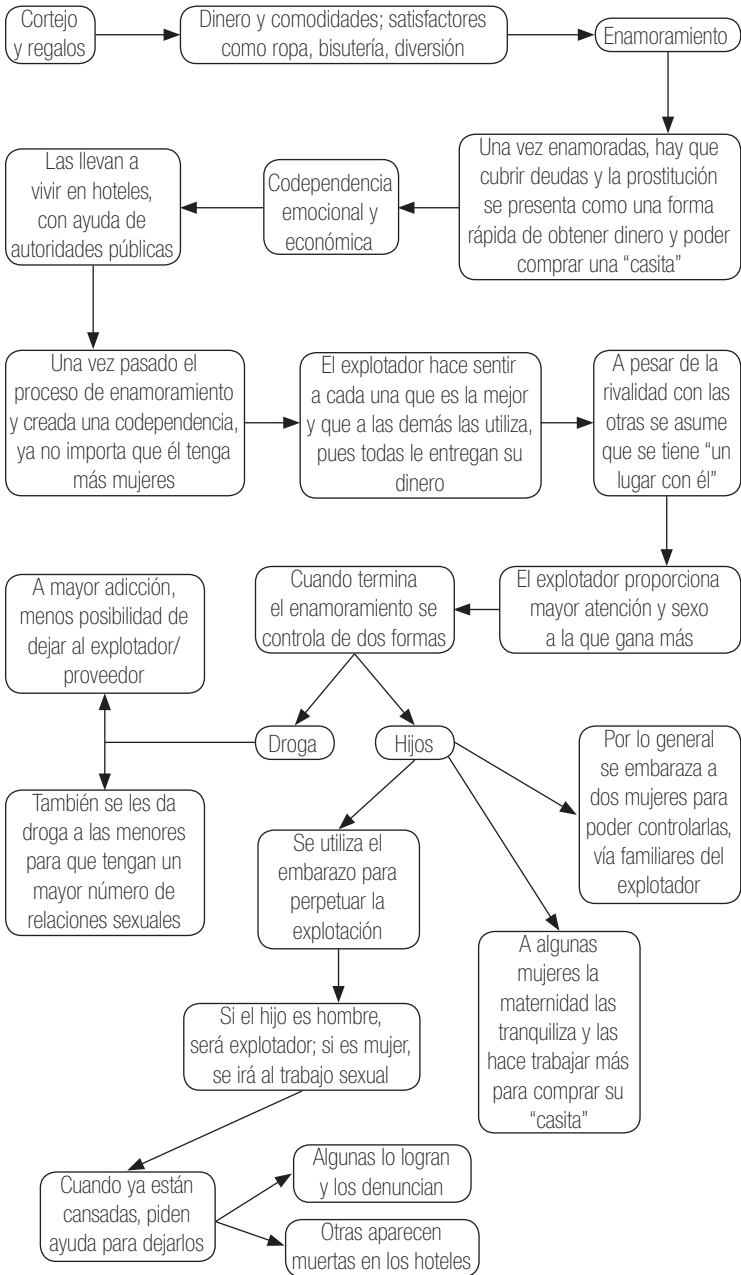 Cortejo
y regalos
Dinero y comodidades; satisfactores
como ropa, bisutería, diversión
Enamoramiento
Una vez enamoradas, hay que
cubrir deudas y la prostitución
se presenta como una forma
rápida de obtener dinero y poder
comprar una “casita”
Codependencia
emocional y
económica
Las llevan a
vivir en hoteles,
con ayuda de
autoridades públicas
Una vez pasado el
proceso de enamoramiento
y creada una codependencia,
ya no importa que él tenga
más mujeres
El explotador hace sentir
a cada una que es la mejor
y que a las demás las utiliza,
pues todas le entregan su
dinero
A pesar de la
rivalidad con las
otras se asume
que se tiene “un
lugar con él”
El explotador proporciona
mayor atención y sexo
a la que gana más
Cuando termina
el enamoramiento se
controla de dos formas
Droga
Hijos
A mayor adicción,
menos posibilidad de
dejar al explotador/
proveedor
También se les da
droga a las menores
para que tengan un
mayor número de
relaciones sexuales
Se utiliza el
embarazo para
perpetuar la
explotación
Por lo general
se embaraza a
dos mujeres para
poder controlarlas,
vía familiares del
explotador
A algunas
mujeres la
maternidad las
tranquiliza y las
hace trabajar más
para comprar su
“casita”
Si el hijo es hombre,
será explotador; si es mujer,
se irá al trabajo sexual
Cuando ya están
cansadas, piden
ayuda para dejarlos
Algunas lo logran
y los denuncian
Otras aparecen
muertas en los hoteles